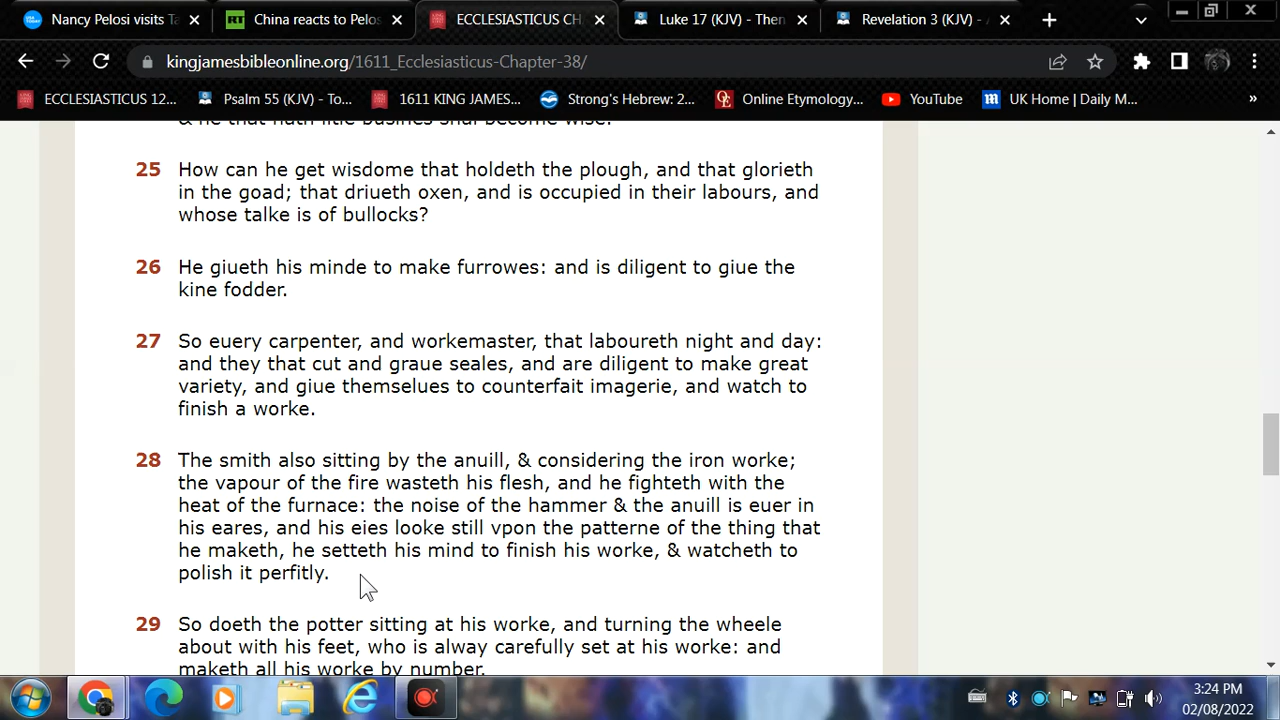 Nancy Pelosi visits Ta
China reacts to Pelos
ECCLESIASTICUS CH
Luke 17 (KJV) - Then
Revelation 3 (KJV) - A
kingjamesbibleonline.org/1611_Ecclesiasticus-Chapter-38/
ECCLESIASTICUS 12...
Psalm 55 (KJV) - To...
1611 KING JAMES...
Strong's Hebrew: 2...
Online Etymology...
YouTube
UK Home | Daily M...
& he that hath litle busines shal become wise.
25 How can he get wisdome that holdeth the plough, and that glorieth
in the goad; that driueth oxen, and is occupied in their labours, and
whose talke is of bullocks?
26 He giueth his minde to make furrowes: and is diligent to giue the
kine fodder.
27 So euery carpenter, and workemaster, that laboureth night and day:
and they that cut and graue seales, and are diligent to make great
variety, and giue themselues to counterfait imagerie, and watch to
finish a worke.
28 The smith also sitting by the anuill, & considering the iron worke;
the vapour of the fire wasteth his flesh, and he fighteth with the
heat of the furnace: the noise of the hammer & the anuill is euer in
his eares, and his eies looke still vpon the patterne of the thing that
he maketh, he setteth his mind to finish his worke, & watcheth to
polish it perfitly.
29 So doeth the potter sitting at his worke, and turning the wheele
about with his feet, who is alway carefully set at his worke: and
maketh all his worke by number.
3:24 PM
02/08/2022